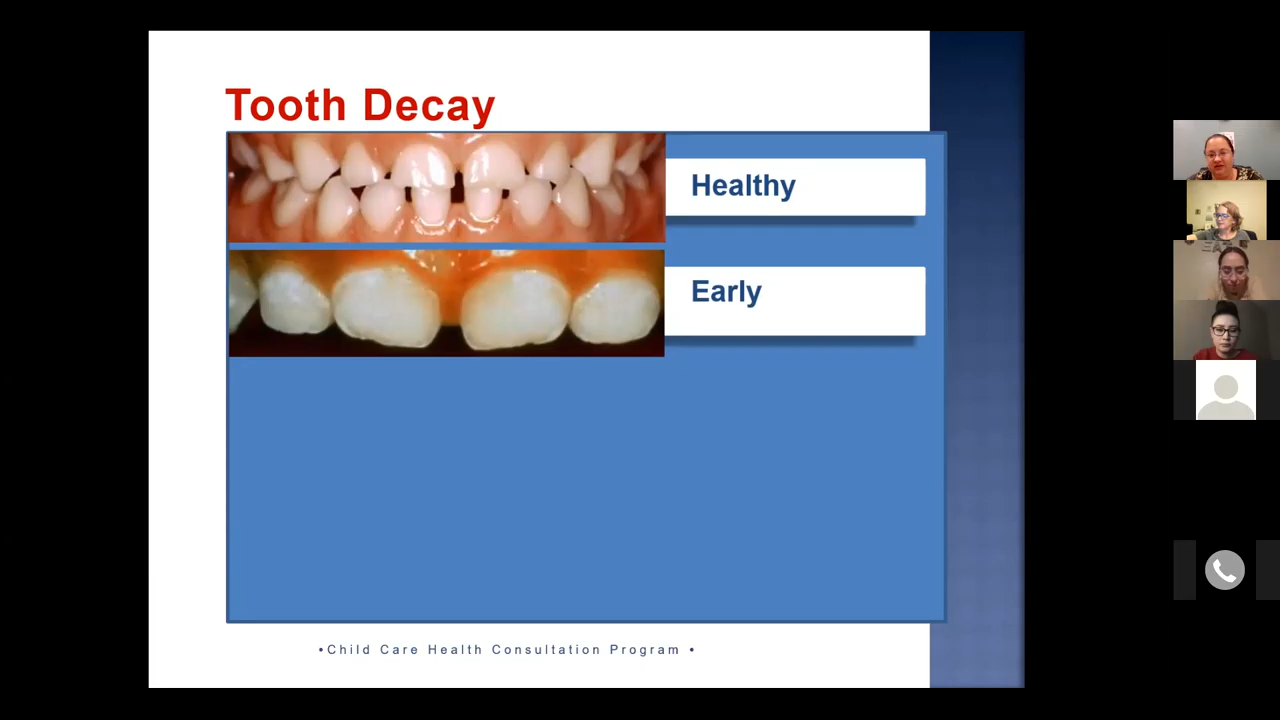 Tooth Decay
Healthy
Early
•Child Care Health Consultation Program •